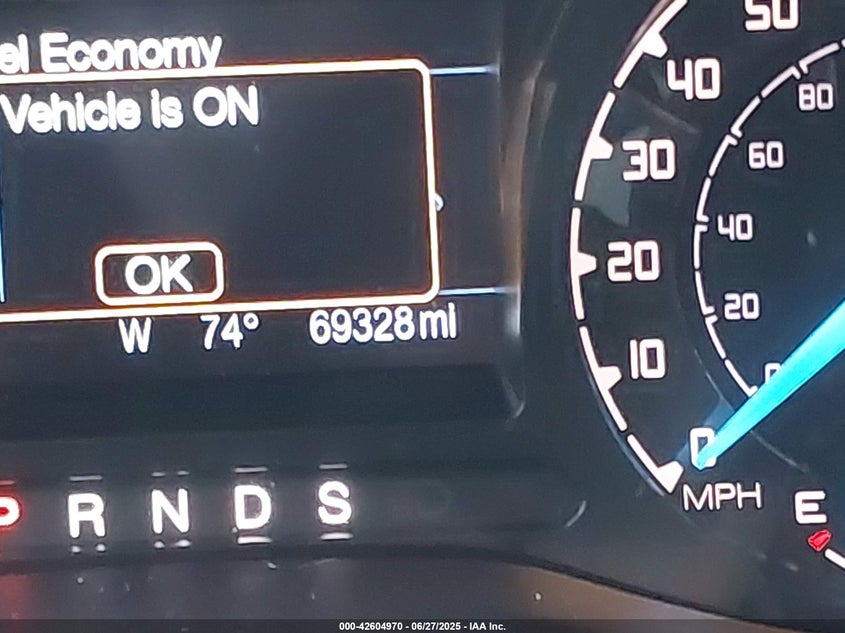 el Economy
Vehicle is ON
OK
W 74° 69328 mi
P R N D S
50
40
30
20
10
0
MPH
80
60
40
20
0
E
000-42604970 - 06/27/2025 - IAA Inc.